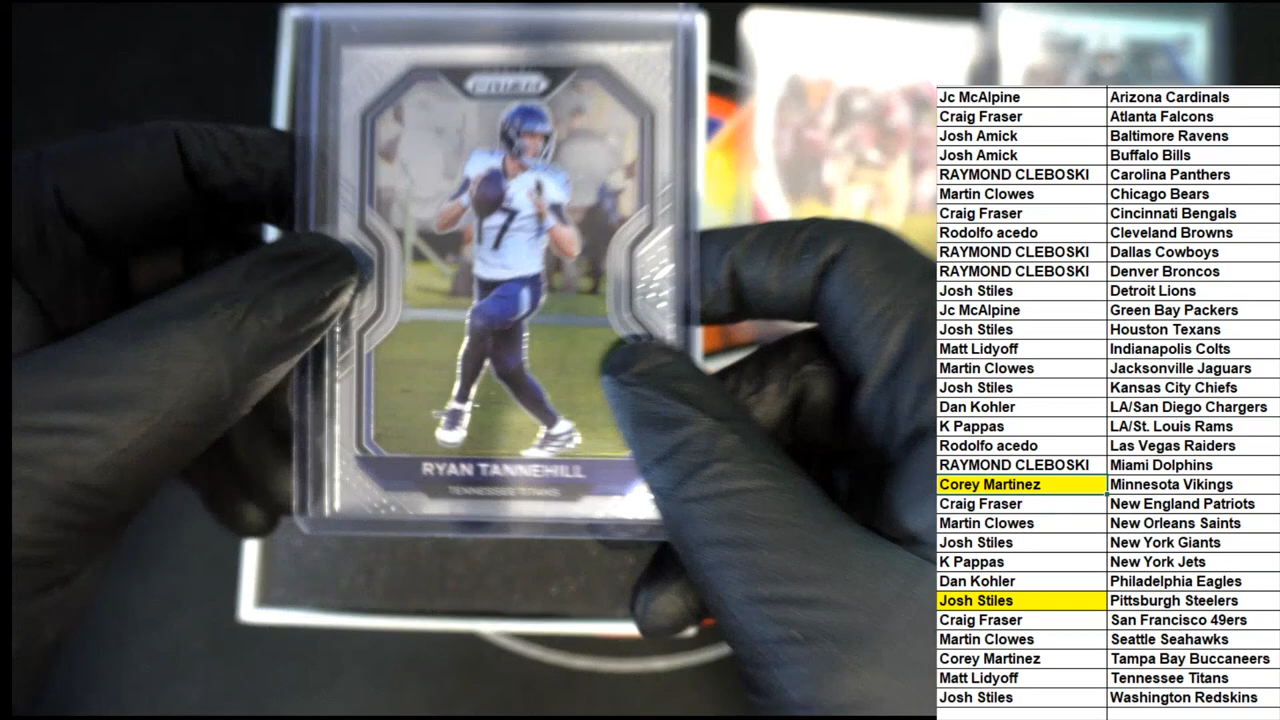 PRIZM
17
RYAN TANNEHILL
TENNESSEE TITANS
Jc McAlpine Arizona Cardinals
Craig Fraser Atlanta Falcons
Josh Amick Baltimore Ravens
Josh Amick Buffalo Bills
RAYMOND CLEBOSKI Carolina Panthers
Martin Clowes Chicago Bears
Craig Fraser Cincinnati Bengals
Rodolfo acedo Cleveland Browns
RAYMOND CLEBOSKI Dallas Cowboys
RAYMOND CLEBOSKI Denver Broncos
Josh Stiles Detroit Lions
Jc McAlpine Green Bay Packers
Josh Stiles Houston Texans
Matt Lidyoff Indianapolis Colts
Martin Clowes Jacksonville Jaguars
Josh Stiles Kansas City Chiefs
Dan Kohler LA/San Diego Chargers
K Pappas LA/St. Louis Rams
Rodolfo acedo Las Vegas Raiders
RAYMOND CLEBOSKI Miami Dolphins
Corey Martinez Minnesota Vikings
Craig Fraser New England Patriots
Martin Clowes New Orleans Saints
Josh Stiles New York Giants
K Pappas New York Jets
Dan Kohler Philadelphia Eagles
Josh Stiles Pittsburgh Steelers
Craig Fraser San Francisco 49ers
Martin Clowes Seattle Seahawks
Corey Martinez Tampa Bay Buccaneers
Matt Lidyoff Tennessee Titans
Josh Stiles Washington Redskins